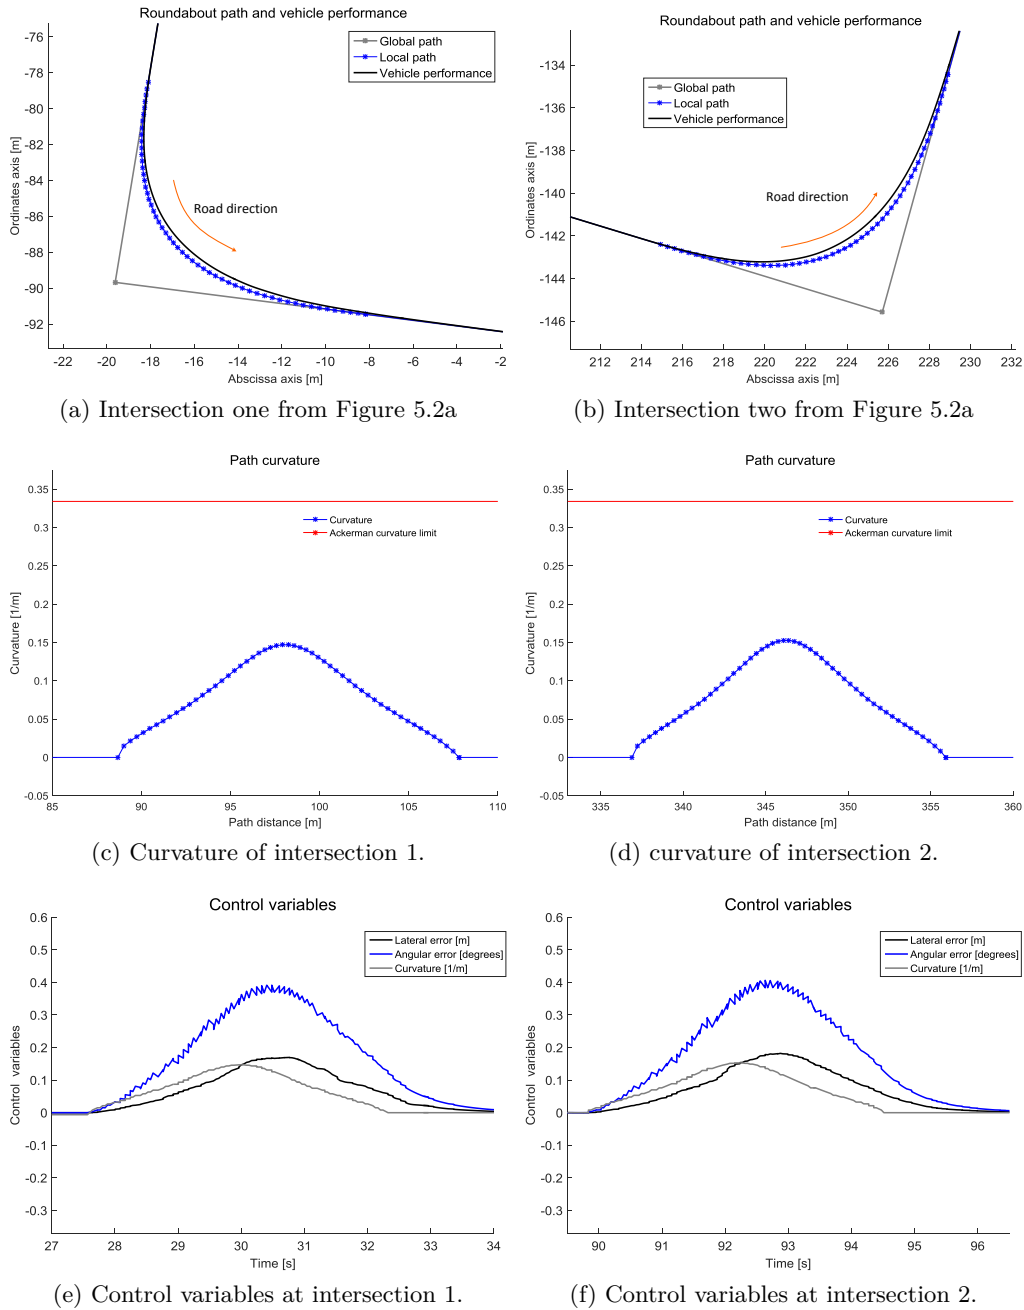 Roundabout path and vehicle performance
-76
-78
-80
-82
-84
-86
-88
-90
-92
Ordinates axis [m]
Global path
Local path
Vehicle performance
Road direction
-22 -20 -18 -16 -14 -12 -10 -8 -6 -4 -2
Abscissa axis [m]
(a) Intersection one from Figure 5.2a
Roundabout path and vehicle performance
-134
-136
-138
-140
-142
-144
-146
Ordinates axis [m]
Global path
Local path
Vehicle performance
Road direction
212 214 216 218 220 222 224 226 228 230 232
Abscissa axis [m]
(b) Intersection two from Figure 5.2a
Path curvature
0.35
0.3
0.25
0.2
0.15
0.1
0.05
0
-0.05
Curvature [1/m]
Curvature
Ackerman curvature limit
85 90 95 100 105 110
Path distance [m]
(c) Curvature of intersection 1.
Path curvature
0.35
0.3
0.25
0.2
0.15
0.1
0.05
0
-0.05
Curvature [1/m]
Curvature
Ackerman curvature limit
335 340 345 350 355 360
Path distance [m]
(d) curvature of intersection 2.
Control variables
0.6
0.5
0.4
0.3
0.2
0.1
0
-0.1
-0.2
-0.3
Control variables
Lateral error [m]
Angular error [degrees]
Curvature [1/m]
27 28 29 30 31 32 33 34
Time [s]
(e) Control variables at intersection 1.
Control variables
0.6
0.5
0.4
0.3
0.2
0.1
0
-0.1
-0.2
-0.3
Control variables
Lateral error [m]
Angular error [degrees]
Curvature [1/m]
90 91 92 93 94 95 96
Time [s]
(f) Control variables at intersection 2.